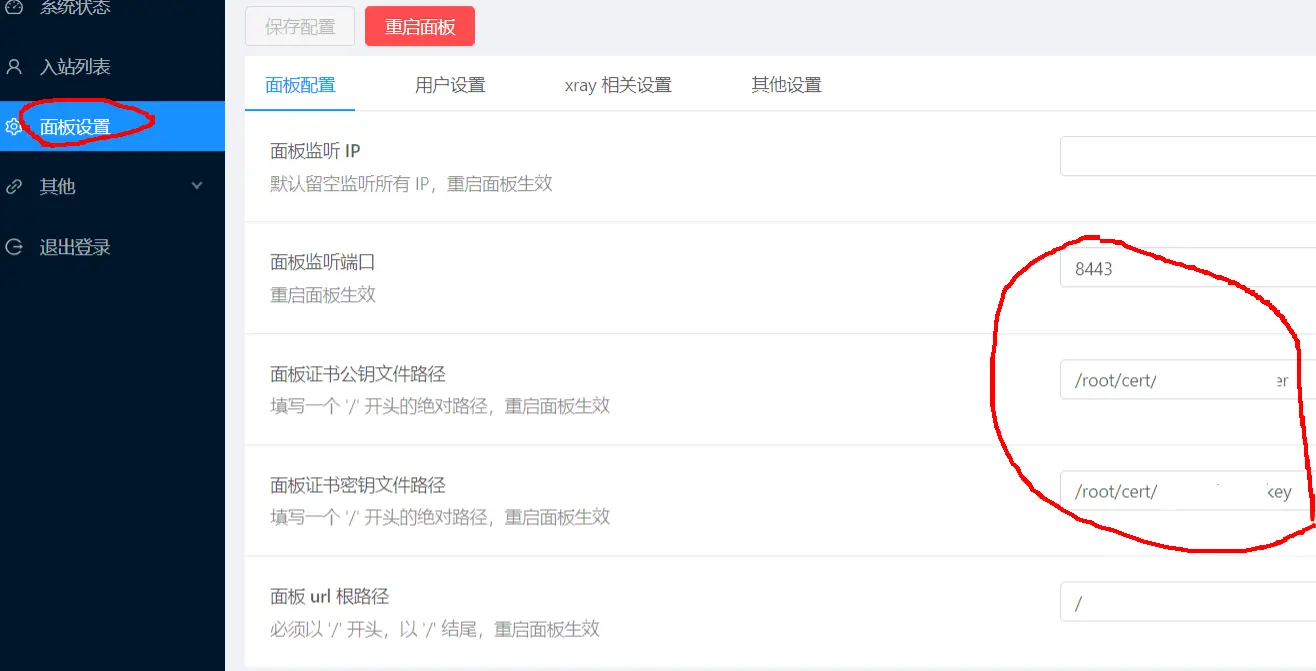 系统状态
入站列表
面板设置
其他
退出登录
保存配置 重启面板
面板配置 用户设置 xray 相关设置 其他设置
面板监听 IP
默认留空监听所有 IP，重启面板生效
面板监听端口
8443
重启面板生效
面板证书公钥文件路径
/root/cert/ er
填写一个 '/' 开头的绝对路径，重启面板生效
面板证书密钥文件路径
/root/cert/ key
填写一个 '/' 开头的绝对路径，重启面板生效
面板 url 根路径
/
必须以 '/' 开头，以 '/' 结尾，重启面板生效